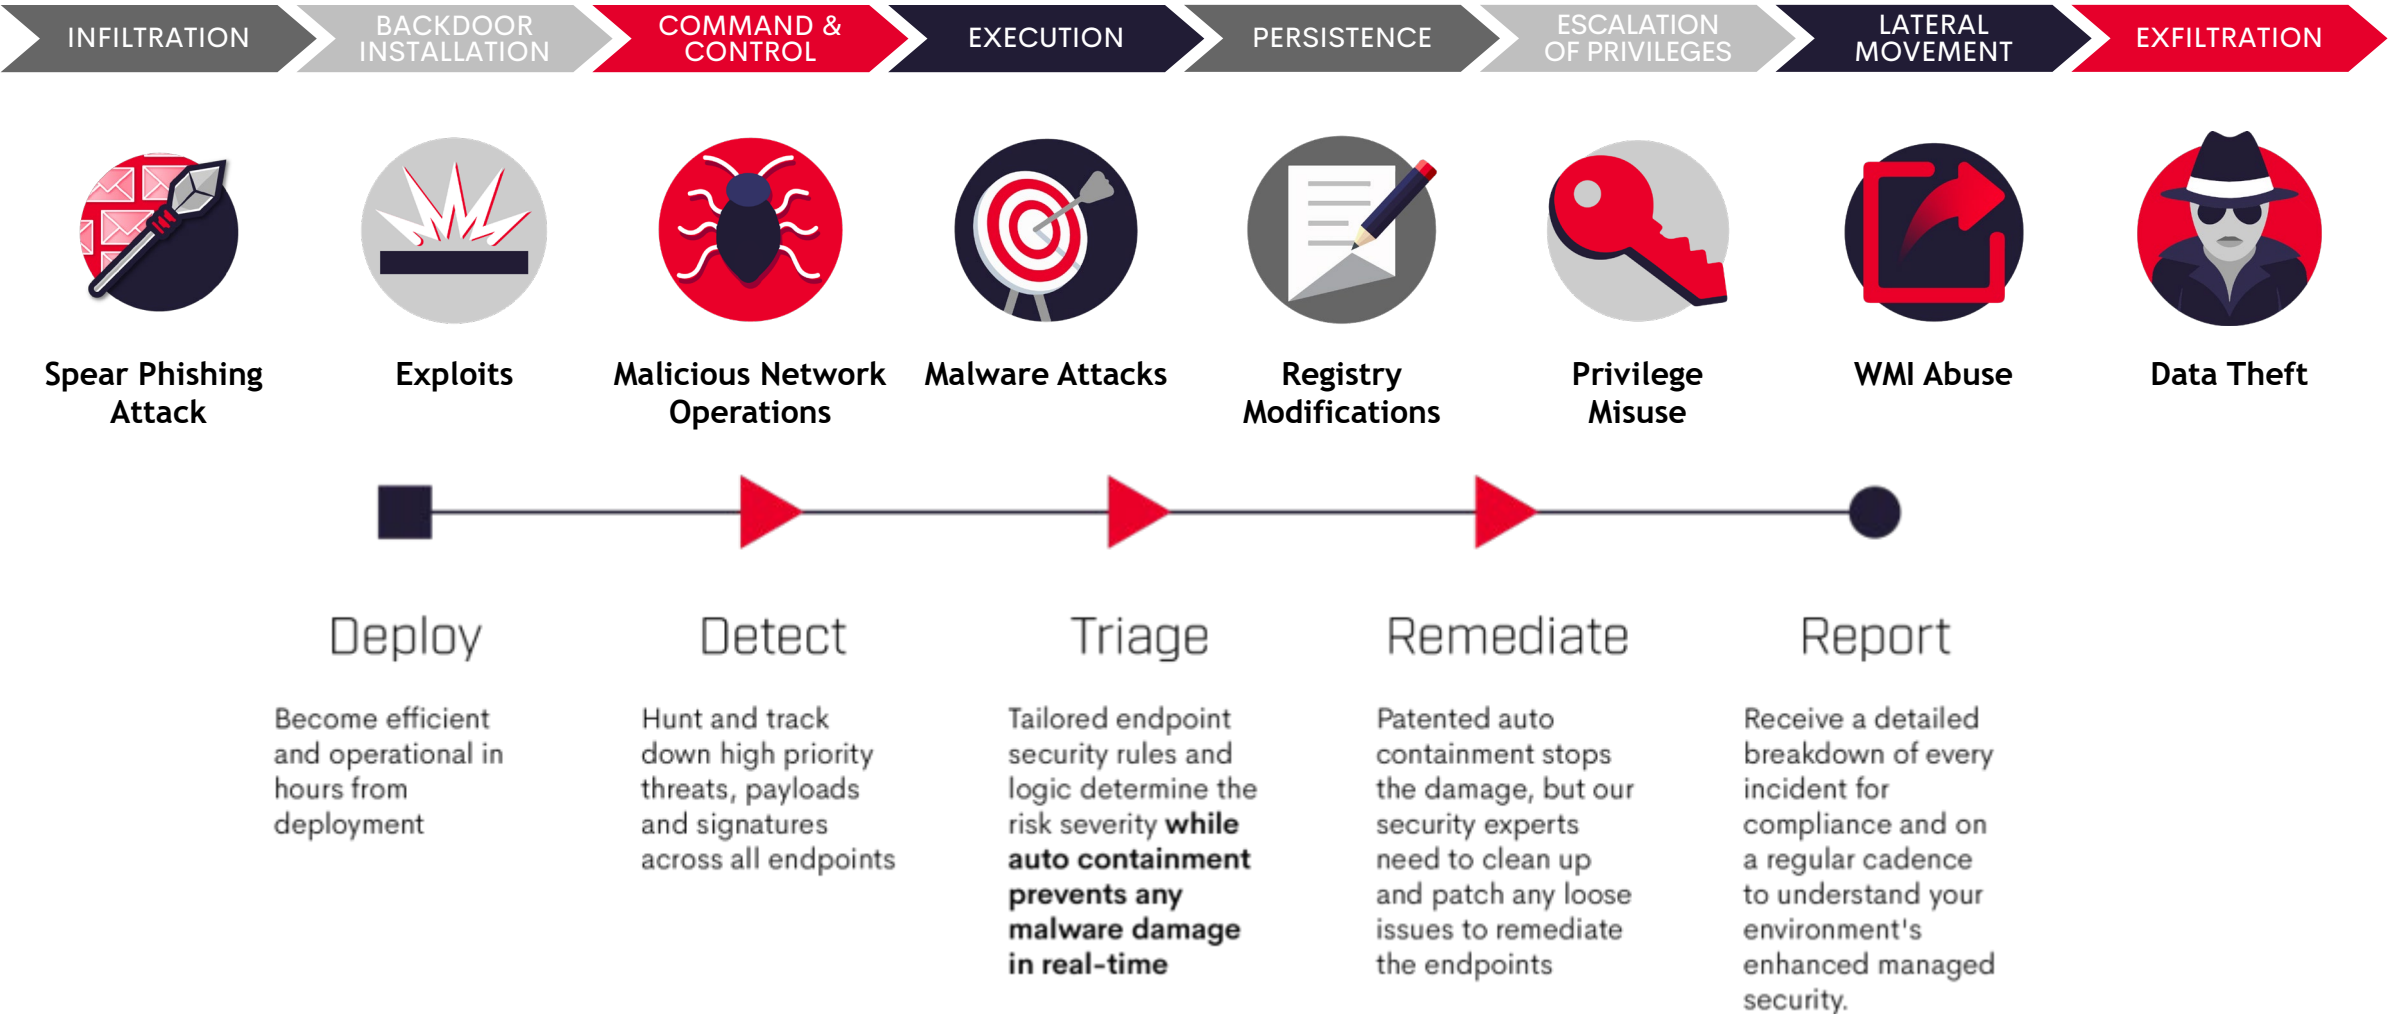 INFILTRATION
BACKDOOR
INSTALLATION
COMMAND &
CONTROL
EXECUTION
PERSISTENCE
ESCALATION
OF PRIVILEGES
LATERAL
MOVEMENT
EXFILTRATION
Spear Phishing
Attack
Exploits
Malicious Network
Operations
Malware Attacks
Registry
Modifications
Privilege
Misuse
WMI Abuse
Data Theft
Deploy
Become efficient
and operational in
hours from
deployment
Detect
Hunt and track
down high priority
threats, payloads
and signatures
across all endpoints
Triage
Tailored endpoint
security rules and
logic determine the
risk severity while
auto containment
prevents any
malware damage
in real-time
Remediate
Patented auto
containment stops
the damage, but our
security experts
need to clean up
and patch any loose
issues to remediate
the endpoints
Report
Receive a detailed
breakdown of every
incident for
compliance and on
a regular cadence
to understand your
environment's
enhanced managed
security.